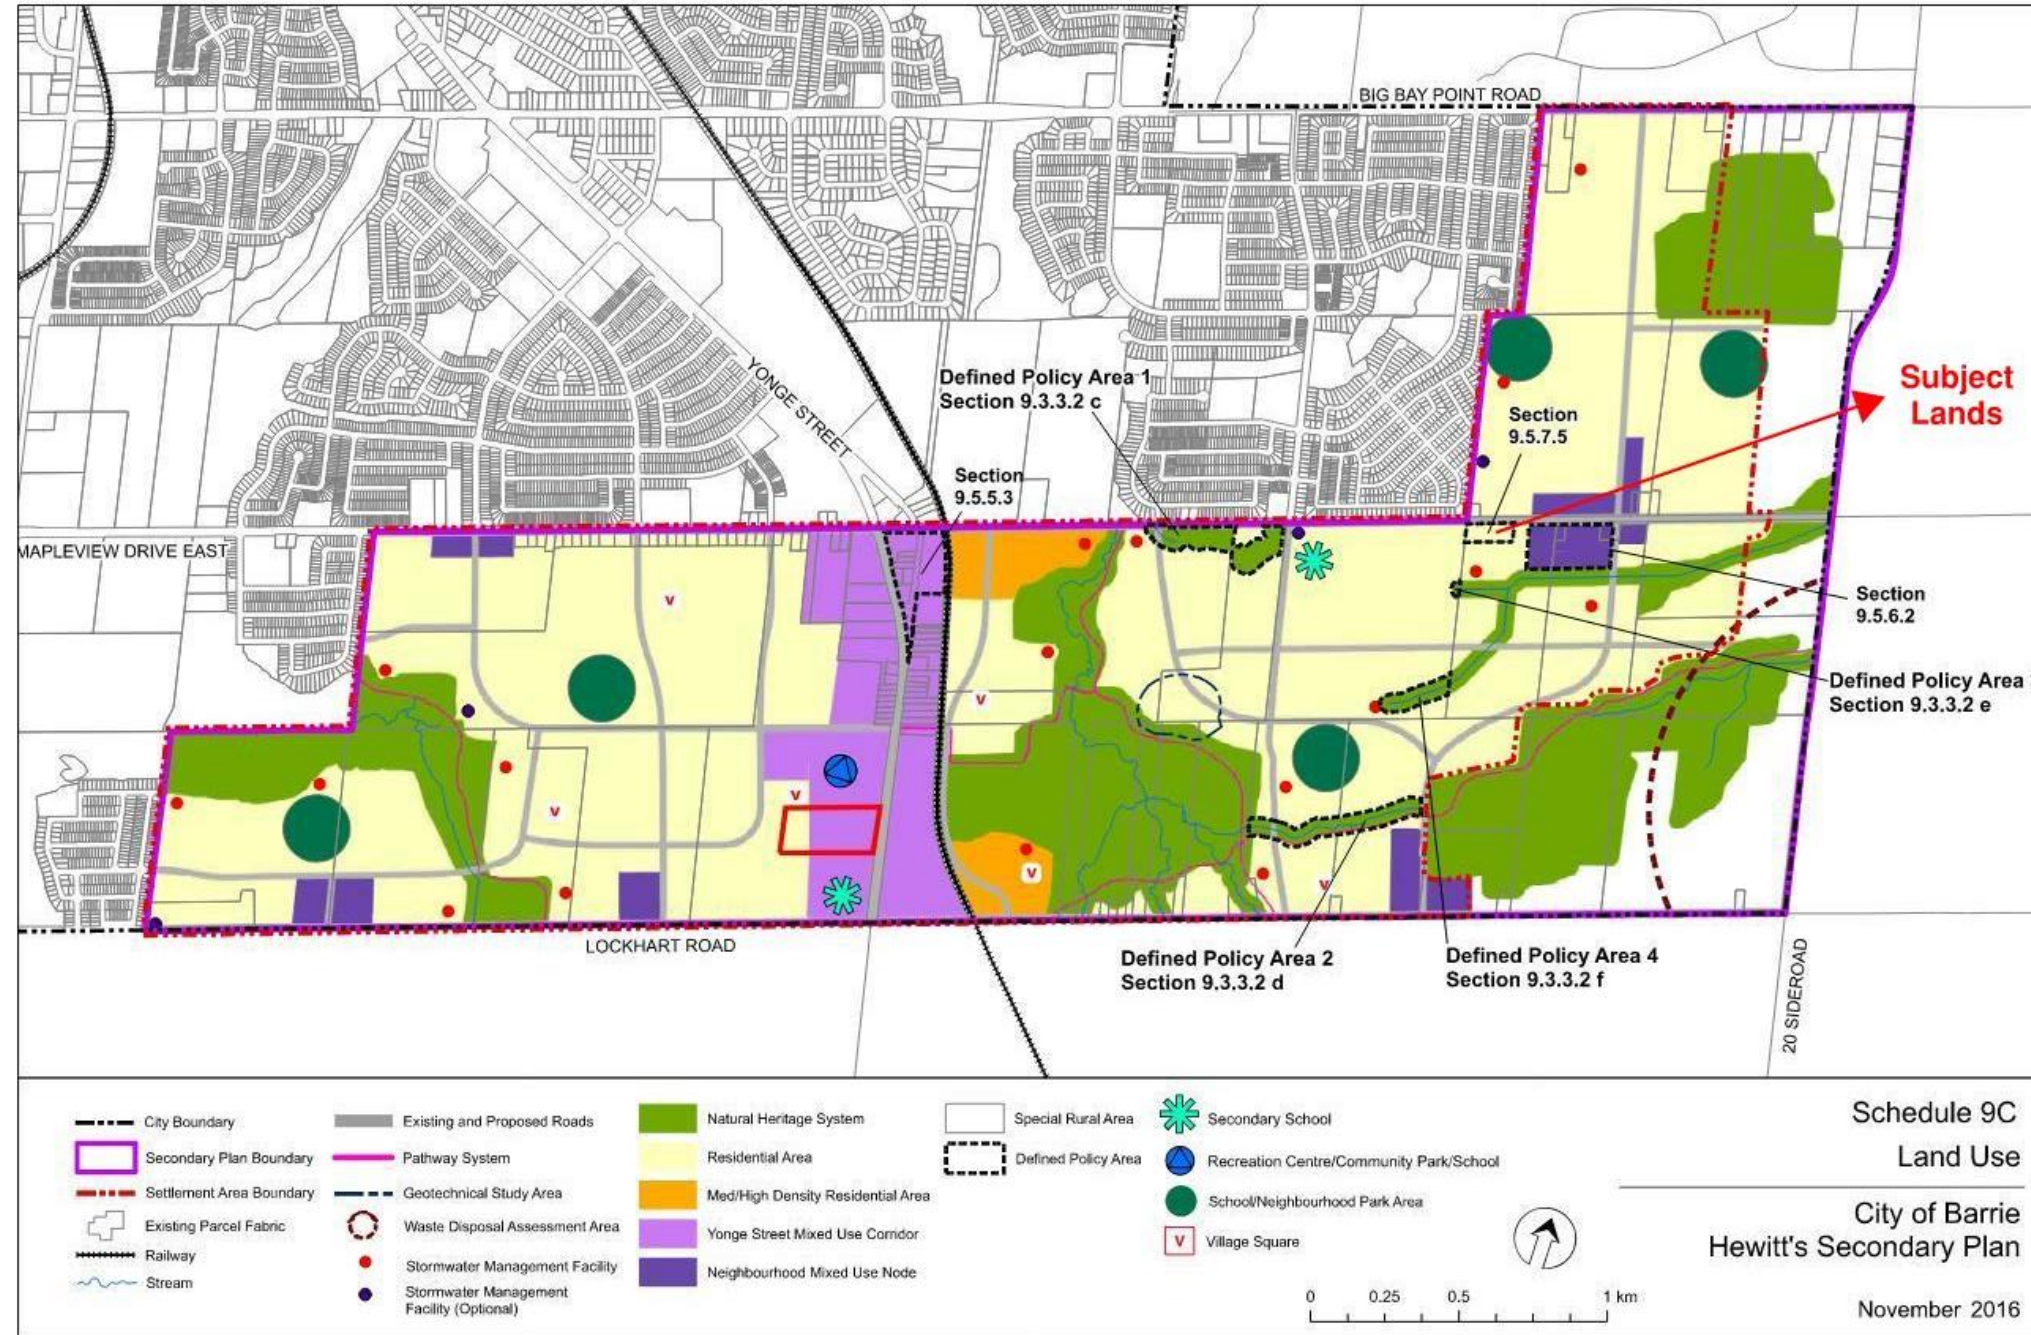 BIG BAY POINT ROAD
Defined Policy Area 1
Section 9.3.3.2 c
YONGE STREET
Subject
Lands
Section
9.5.7.5
Section
9.5.5.3
MAPLEVIEW DRIVE EAST
Section
9.5.6.2
V
V
Defined Policy Area
Section 9.3.3.2 e
V
V
V
V
LOCKHART ROAD
Defined Policy Area 2
Section 9.3.3.2 d
Defined Policy Area 4
Section 9.3.3.2 f
20 SIDEROAD
City Boundary
Secondary Plan Boundary
Settlement Area Boundary
Existing Parcel Fabric
Railway
Stream
Existing and Proposed Roads
Pathway System
Geotechnical Study Area
Waste Disposal Assessment Area
Stormwater Management Facility
Stormwater Management
Facility (Optional)
Natural Heritage System
Residential Area
Med/High Density Residential Area
Yonge Street Mixed Use Corridor
Neighbourhood Mixed Use Node
Special Rural Area
Defined Policy Area
Secondary School
Recreation Centre/Community Park/School
School/Neighbourhood Park Area
V
Village Square
0 0.25 0.5 1 km
Schedule 9C
Land Use
City of Barrie
Hewitt's Secondary Plan
November 2016